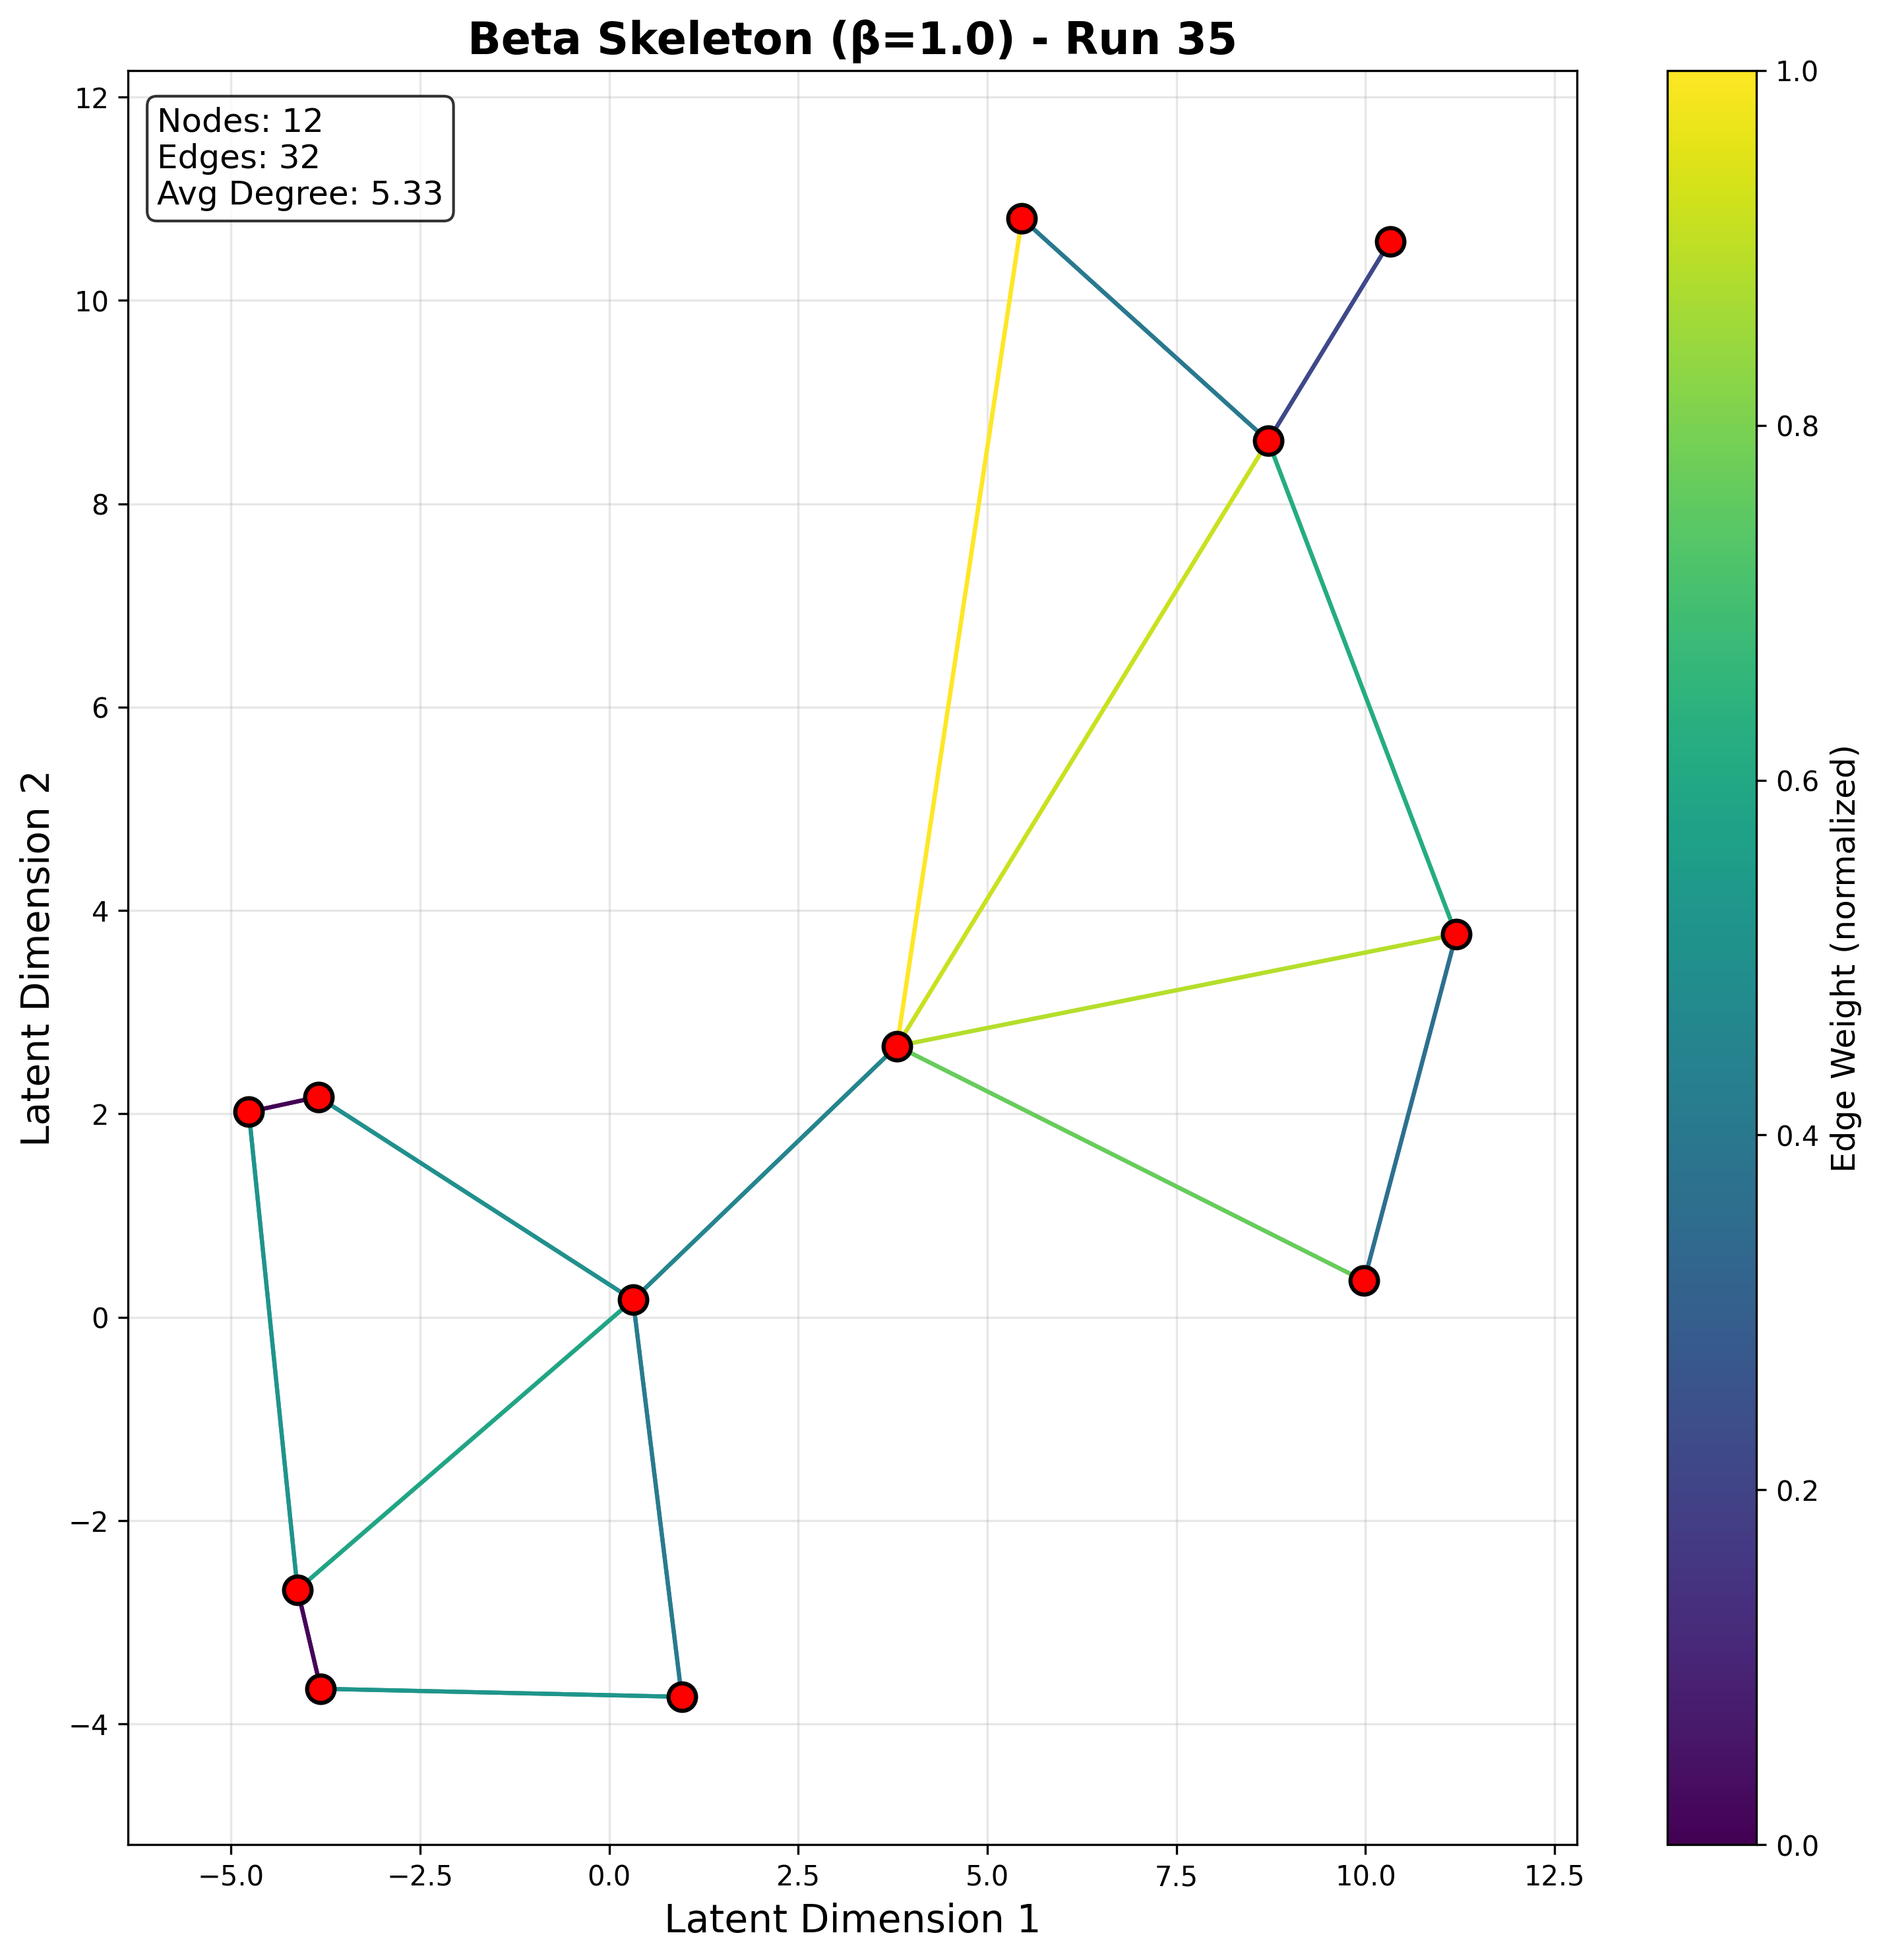 Beta Skeleton (β=1.0) - Run 35
Nodes: 12
Edges: 32
Avg Degree: 5.33
12
10
8
6
4
2
0
−2
−4
Latent Dimension 2
−5.0 −2.5 0.0 2.5 5.0 7.5 10.0 12.5
Latent Dimension 1
1.0
0.8
0.6
0.4
0.2
0.0
Edge Weight (normalized)